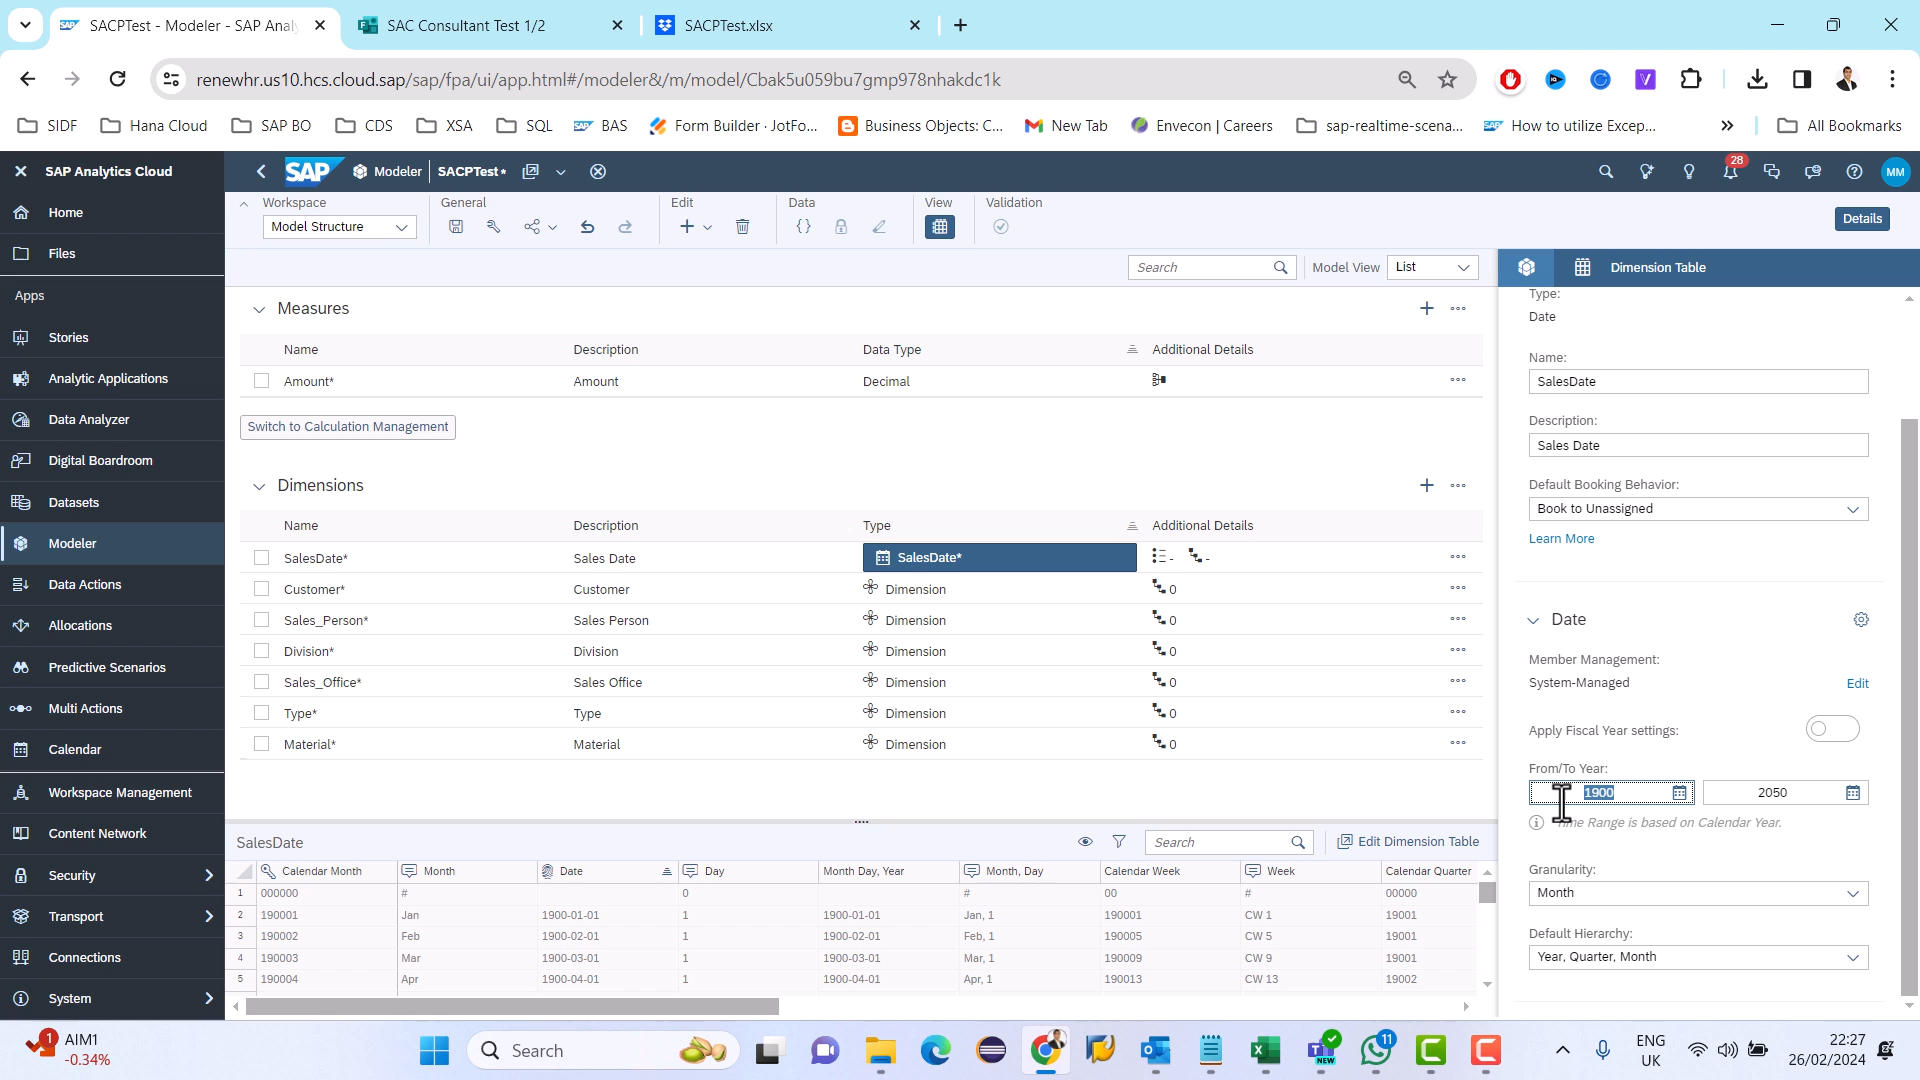 SACPTest - Modeler - SAP Anal
SAC Consultant Test 1/2
SACPTest.xlsx
renewhr.us10.hcs.cloud.sap/sap/fpa/ui/app.html#/modeler&/m/model/Cbak5u059bu7gmp978nhakdc1k
SIDF
Hana Cloud
SAP BO
CDS
XSA
SQL
BAS
Form Builder · JotFo...
Business Objects: C...
New Tab
Envecon | Careers
sap-realtime-scena...
How to utilize Excep...
All Bookmarks
SAP Analytics Cloud
SAP
Modeler
SACPTest*
28
MM
Home
Files
Apps
Stories
Analytic Applications
Data Analyzer
Digital Boardroom
Datasets
Modeler
Data Actions
Allocations
Predictive Scenarios
Multi Actions
Calendar
Workspace Management
Content Network
Security
Transport
Connections
System
Workspace
Model Structure
General
Edit
Data
View
Validation
Details
Search
Model View
List
Measures
Name Description Data Type Additional Details
Amount* Amount Decimal
Switch to Calculation Management
Dimensions
Name Description Type Additional Details
SalesDate* Sales Date SalesDate* - -
Customer* Customer Dimension 0
Sales_Person* Sales Person Dimension 0
Division* Division Dimension 0
Sales_Office* Sales Office Dimension 0
Type* Type Dimension 0
Material* Material Dimension 0
SalesDate
Search
Edit Dimension Table
Calendar Month Month Date Day Month Day, Year Month, Day Calendar Week Week Calendar Quarter
1 000000 # 0 # 00 # 00000
2 190001 Jan 1900-01-01 1 1900-01-01 Jan, 1 190001 CW 1 19001
3 190002 Feb 1900-02-01 1 1900-02-01 Feb, 1 190005 CW 5 19001
4 190003 Mar 1900-03-01 1 1900-03-01 Mar, 1 190009 CW 9 19001
5 190004 Apr 1900-04-01 1 1900-04-01 Apr, 1 190013 CW 13 19002
Dimension Table
Type:
Date
Name:
SalesDate
Description:
Sales Date
Default Booking Behavior:
Book to Unassigned
Learn More
Date
Member Management:
System-Managed
Edit
Apply Fiscal Year settings:
From/To Year:
1900
2050
Range is based on Calendar Year.
Granularity:
Month
Default Hierarchy:
Year, Quarter, Month
1
AIM1
-0.34%
Search
NEW
11
ENG
UK
22:27
26/02/2024